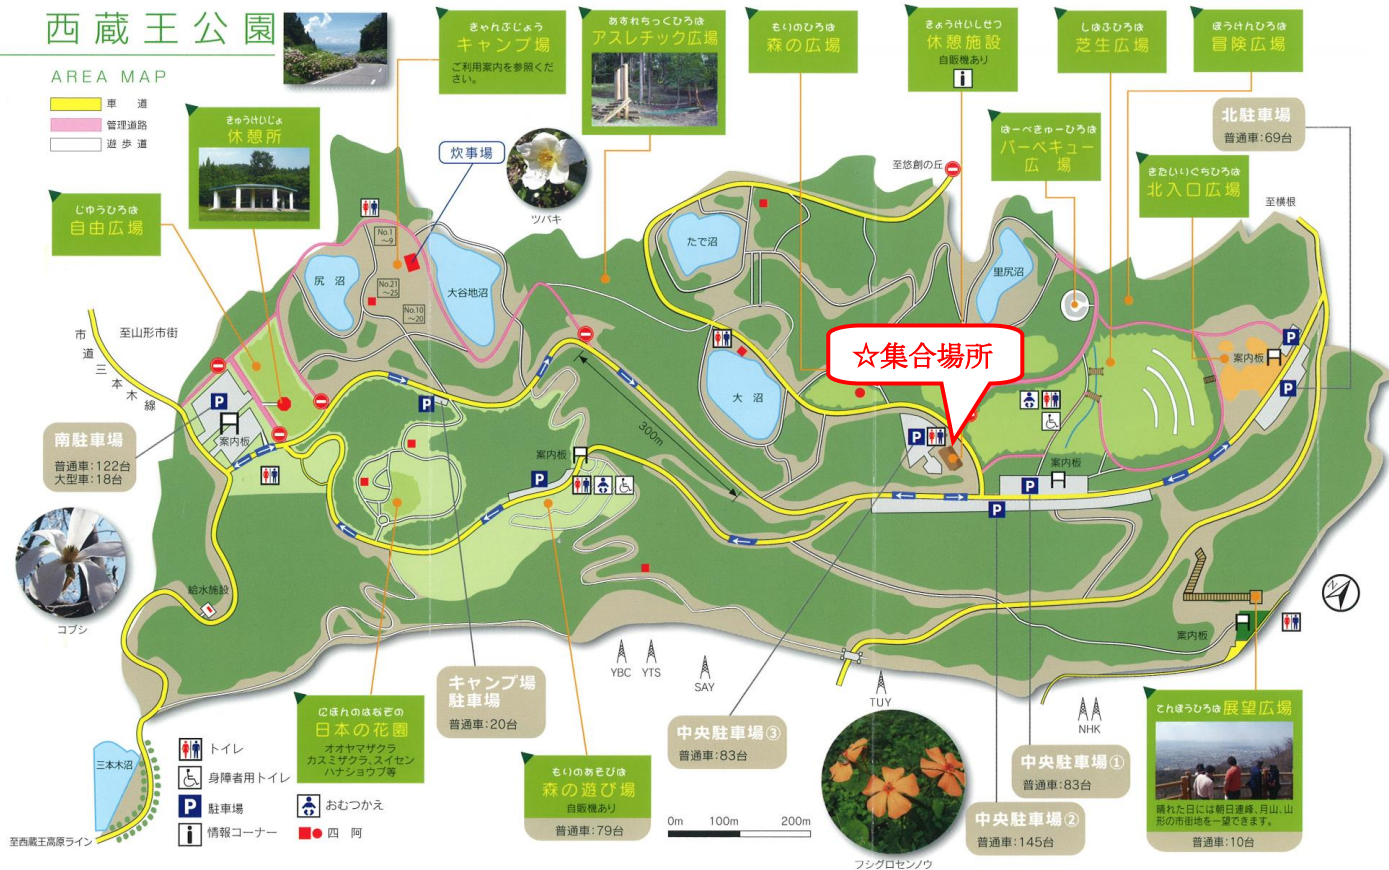 西蔵王公園
AREA MAP
車 道
管理道路
遊 歩 道
きゃんぷじょう
キャンプ場
ご利用案内を参照くだ
さい。
あすれちっくひろば
アスレチック広場
もりのひろば
森の広場
きゅうけいしせつ
休憩施設
自販機あり
しばふひろば
芝生広場
ぼうけんひろば
冒険広場
北駐車場
普通車:69台
きゅうけいじょ
休憩所
炊事場
ツバキ
至悠創の丘
ばーべきゅーひろば
バーベキュー
広 場
きたいりぐちひろば
北入口広場
至横根
じゆうひろば
自由広場
No.1
～9
No.21
～25
No.10
～20
尻 沼
大谷地沼
たで沼
里尻沼
大 沼
☆集合場所
案内板
市道三本木線
至山形市街
P
案内板
南駐車場
普通車:122台
大型車:18台
P
300m
案内板
P
P
案内板
P
P
P
P
コブシ
給水施設
案内板
YBC
YTS
SAY
TUY
NHK
キャンプ場
駐車場
普通車:20台
にほんのはなぞの
日本の花園
オオヤマザクラ
カスミザクラ、スイセン
ハナショウブ等
もりのあそびば
森の遊び場
自販機あり
普通車:79台
中央駐車場③
普通車:83台
中央駐車場①
普通車:83台
中央駐車場②
普通車:145台
てんぼうひろば 展望広場
晴れた日には朝日連峰、月山、山
形の市街地を一望できます。
普通車:10台
三本木沼
至西蔵王高原ライン
トイレ
身障者用トイレ
P 駐車場
情報コーナー
おむつかえ
四 阿
0m 100m 200m
フシグロセンノウ